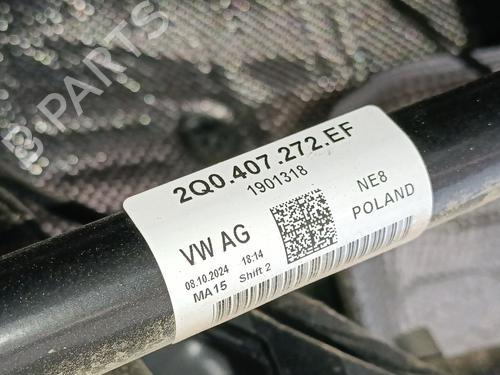 B PARTS
2Q0.407.272.EF
1901318
NE8
POLAND
VW AG
08.10.2024 18:14
MA15 Shift 2